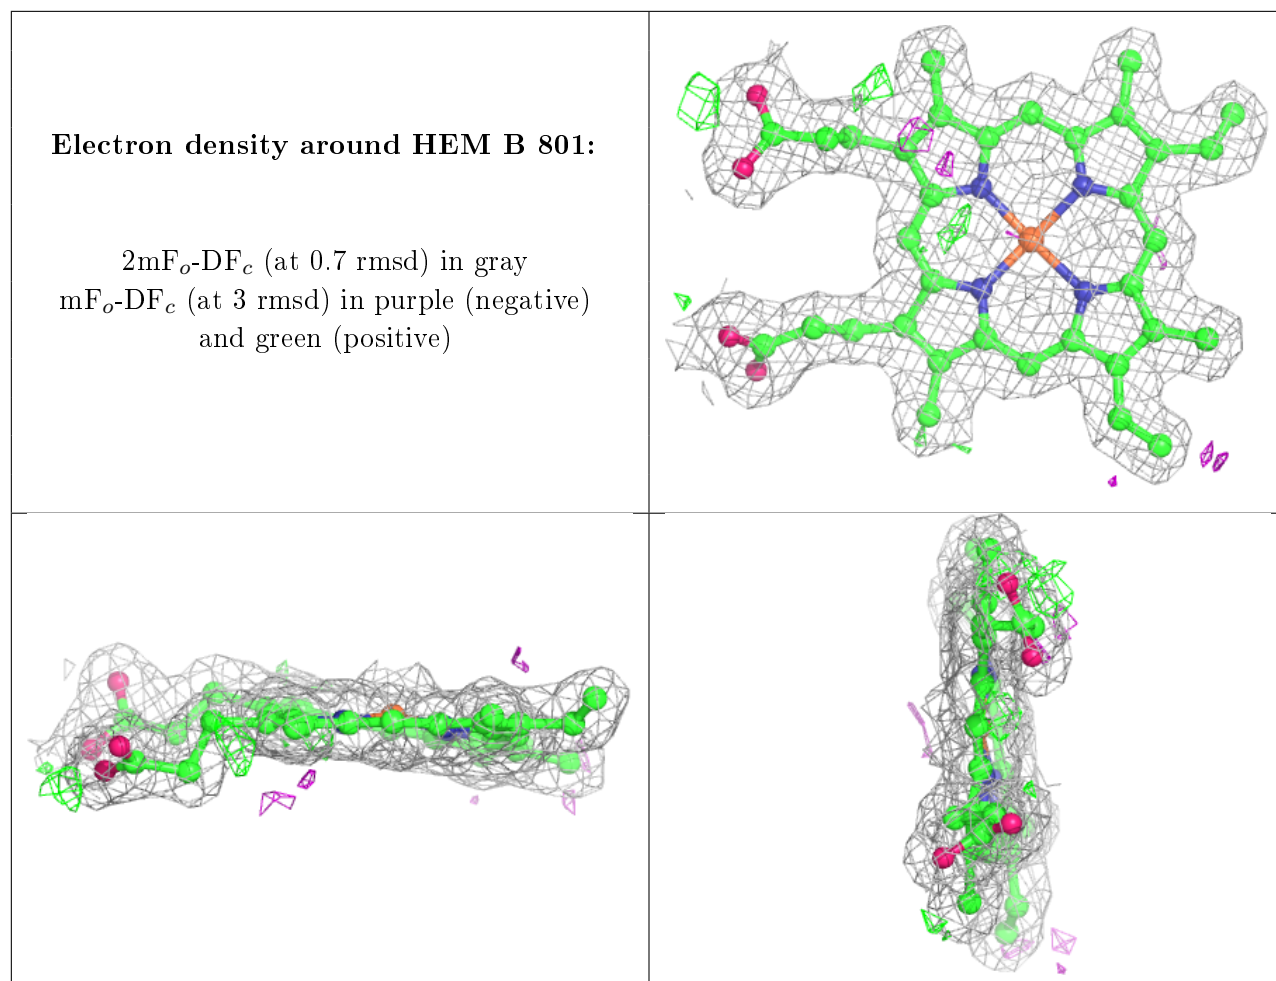 Electron density around HEM B 801:
2mFₒ-DF𝒸 (at 0.7 rmsd) in gray
mFₒ-DF𝒸 (at 3 rmsd) in purple (negative)
and green (positive)